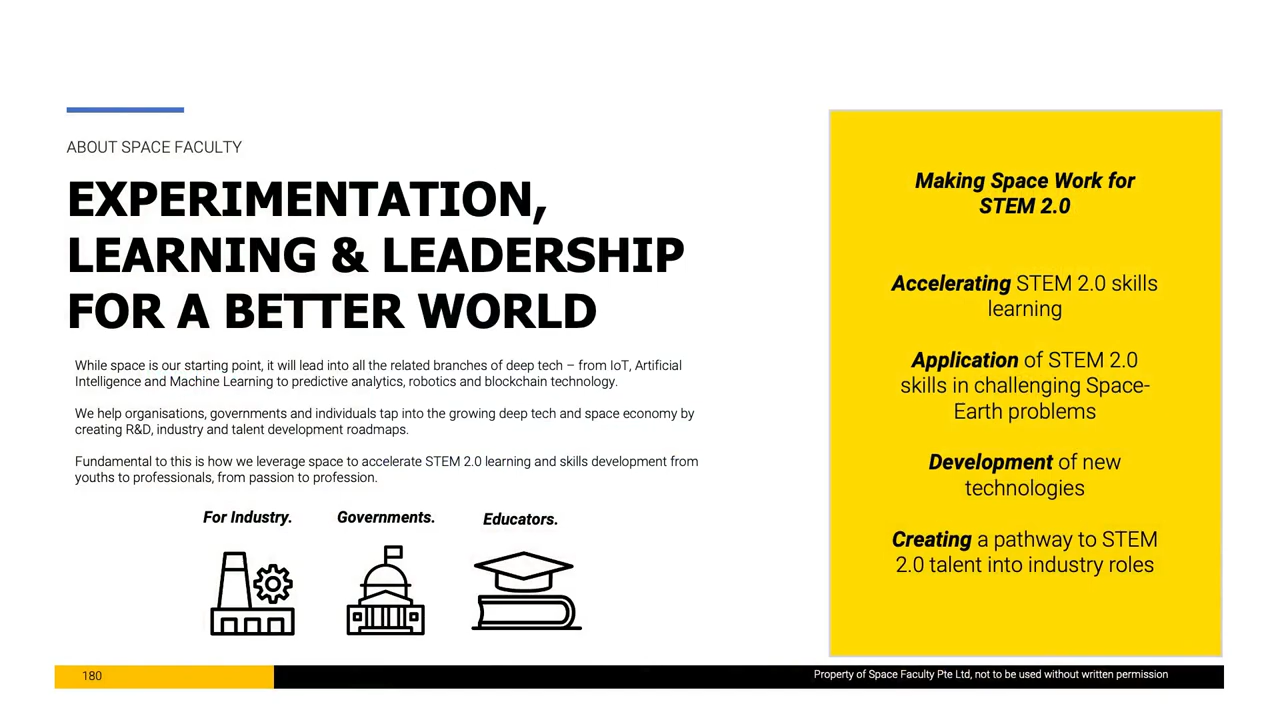 ABOUT SPACE FACULTY
EXPERIMENTATION,
LEARNING & LEADERSHIP
FOR A BETTER WORLD
While space is our starting point, it will lead into all the related branches of deep tech – from IoT, Artificial
Intelligence and Machine Learning to predictive analytics, robotics and blockchain technology.
We help organisations, governments and individuals tap into the growing deep tech and space economy by
creating R&D, industry and talent development roadmaps.
Fundamental to this is how we leverage space to accelerate STEM 2.0 learning and skills development from
youths to professionals, from passion to profession.
For Industry.
Governments.
Educators.
Making Space Work for
STEM 2.0
Accelerating STEM 2.0 skills
learning
Application of STEM 2.0
skills in challenging Space-
Earth problems
Development of new
technologies
Creating a pathway to STEM
2.0 talent into industry roles
180
Property of Space Faculty Pte Ltd, not to be used without written permission